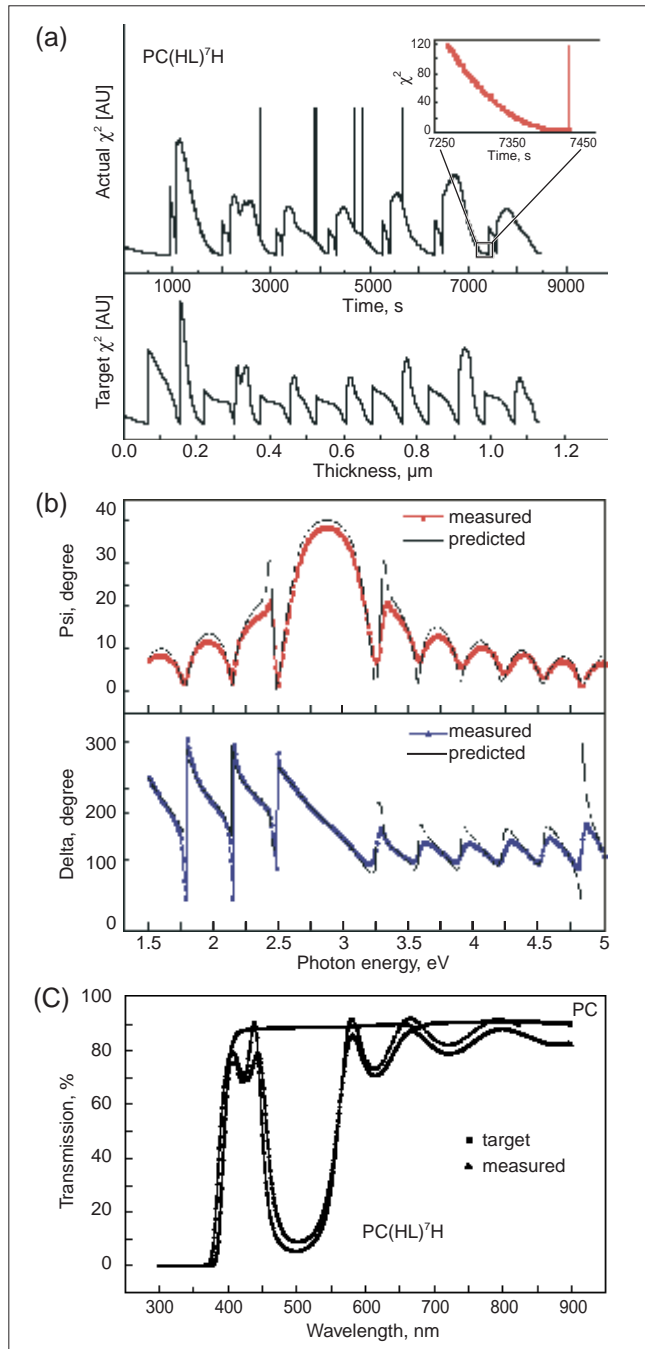 (a)
PC(HL)⁷H
Actual χ² [AU]
120
80
40
0
χ²
7250 7350 7450
Time, s
1000 3000 5000 7000 9000
Time, s
Target χ² [AU]
0.0 0.2 0.4 0.6 0.8 1.0 1.2
Thickness, µm
(b)
40
30
20
10
0
Psi, degree
measured
predicted
300
200
100
0
Delta, degree
measured
predicted
1.5 2 2.5 3 3.5 4 4.5 5
Photon energy, eV
(C)
100
80
60
40
20
0
Transmission, %
PC
target
measured
PC(HL)⁷H
300 400 500 600 700 800 900
Wavelength, nm